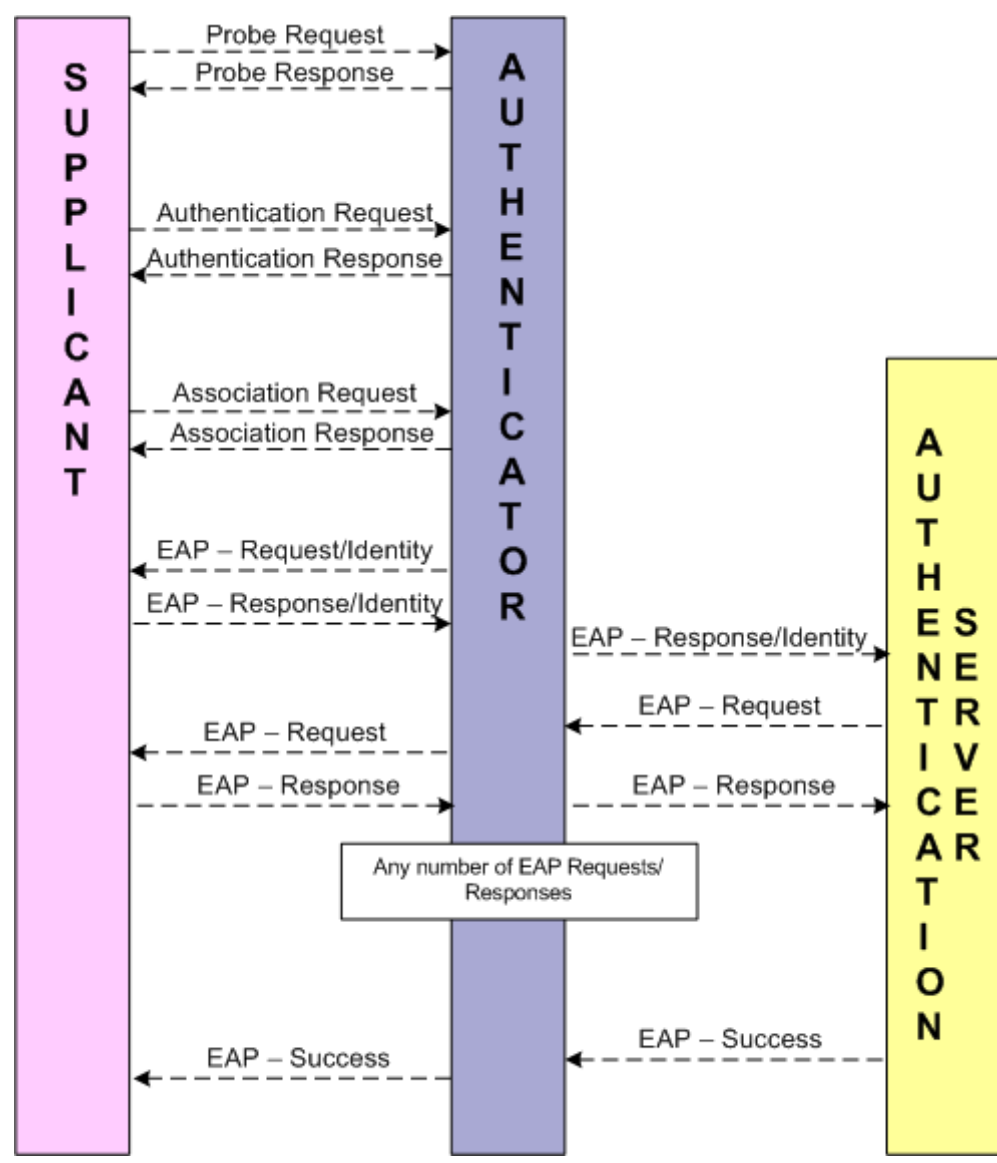 SUPPLICANT
AUTHENTICATOR
AUTHENTICATION
SERVER
Probe Request
Probe Response
Authentication Request
Authentication Response
Association Request
Association Response
EAP – Request/Identity
EAP – Response/Identity
EAP – Response/Identity
EAP – Request
EAP – Request
EAP – Response
EAP – Response
Any number of EAP Requests/
Responses
EAP – Success
EAP – Success